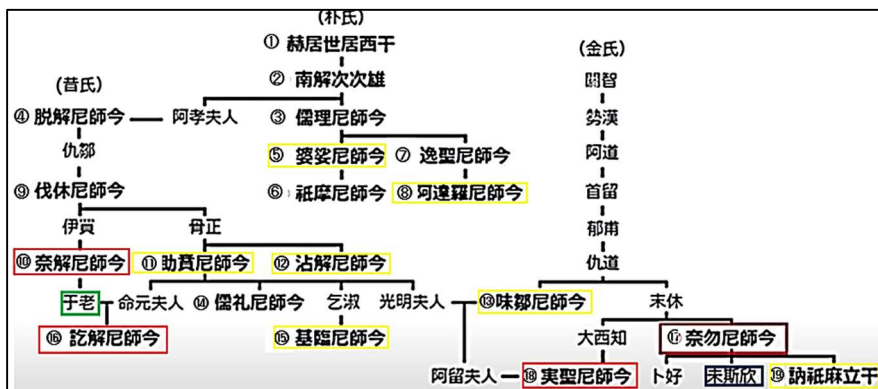 (朴氏)
① 赫居世居西干
(金氏)
② 南解次次雄
閼智
(昔氏)
④ 脱解尼師今
阿孝夫人
③ 儒理尼師今
勢漢
仇鄒
⑤ 婆娑尼師今
⑦ 逸聖尼師今
阿道
⑨ 伐休尼師今
⑥ 祇摩尼師今
⑧ 阿達羅尼師今
首留
伊買
骨正
郁甫
⑩ 奈解尼師今
⑪ 助賁尼師今
⑫ 沾解尼師今
仇道
于老
命元夫人
⑭ 儒礼尼師今
乞淑
光明夫人
⑬ 味鄒尼師今
末休
⑯ 訖解尼師今
⑮ 基臨尼師今
大西知
⑰ 奈勿尼師今
阿留夫人
⑱ 実聖尼師今
卜好
未斯欣
⑲ 訥祇麻立干